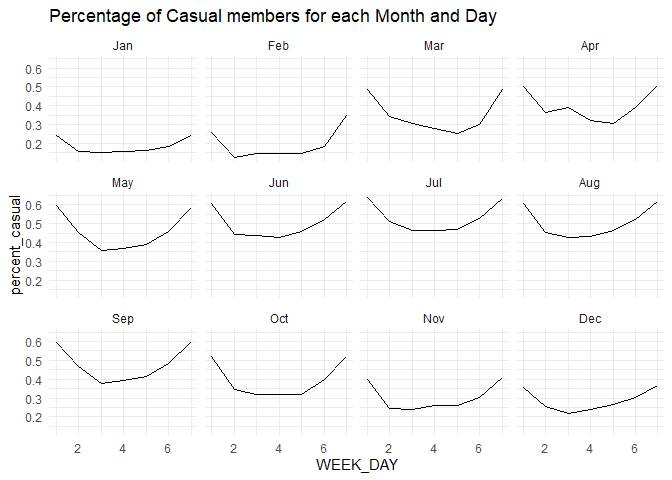 Percentage of Casual members for each Month and Day
Jan Feb Mar Apr
0.6
0.5
0.4
0.3
0.2
May Jun Jul Aug
0.6
0.5
0.4
0.3
0.2
percent_casual
Sep Oct Nov Dec
0.6
0.5
0.4
0.3
0.2
2 4 6 2 4 6 2 4 6 2 4 6
WEEK_DAY